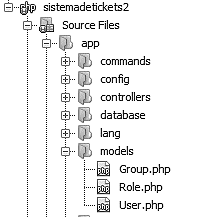 sistemadetickets2
Source Files
app
commands
config
controllers
database
lang
models
Group.php
Role.php
User.php